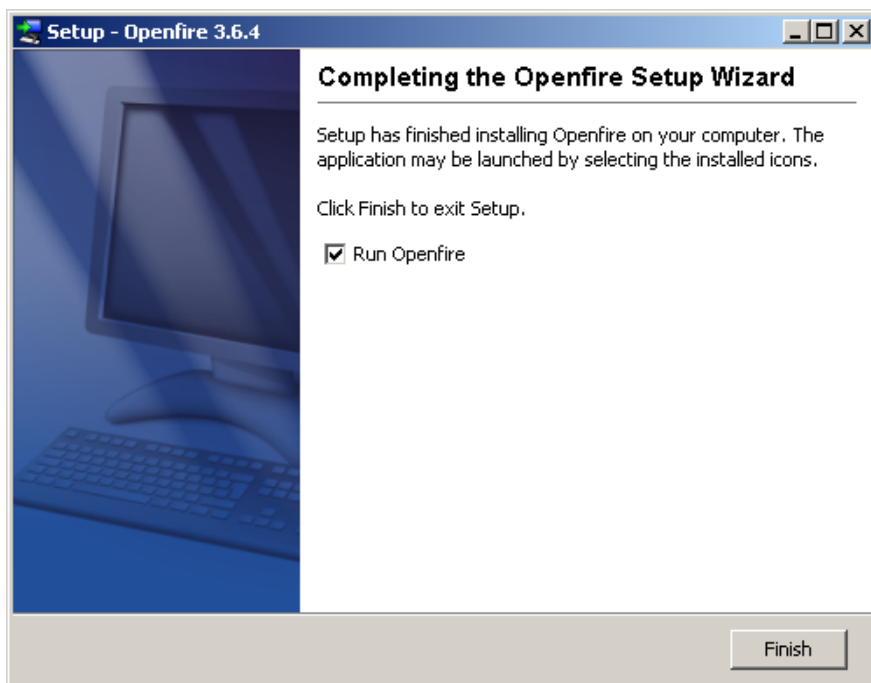 Setup - Openfire 3.6.4
Completing the Openfire Setup Wizard
Setup has finished installing Openfire on your computer. The
application may be launched by selecting the installed icons.
Click Finish to exit Setup.
Run Openfire
Finish